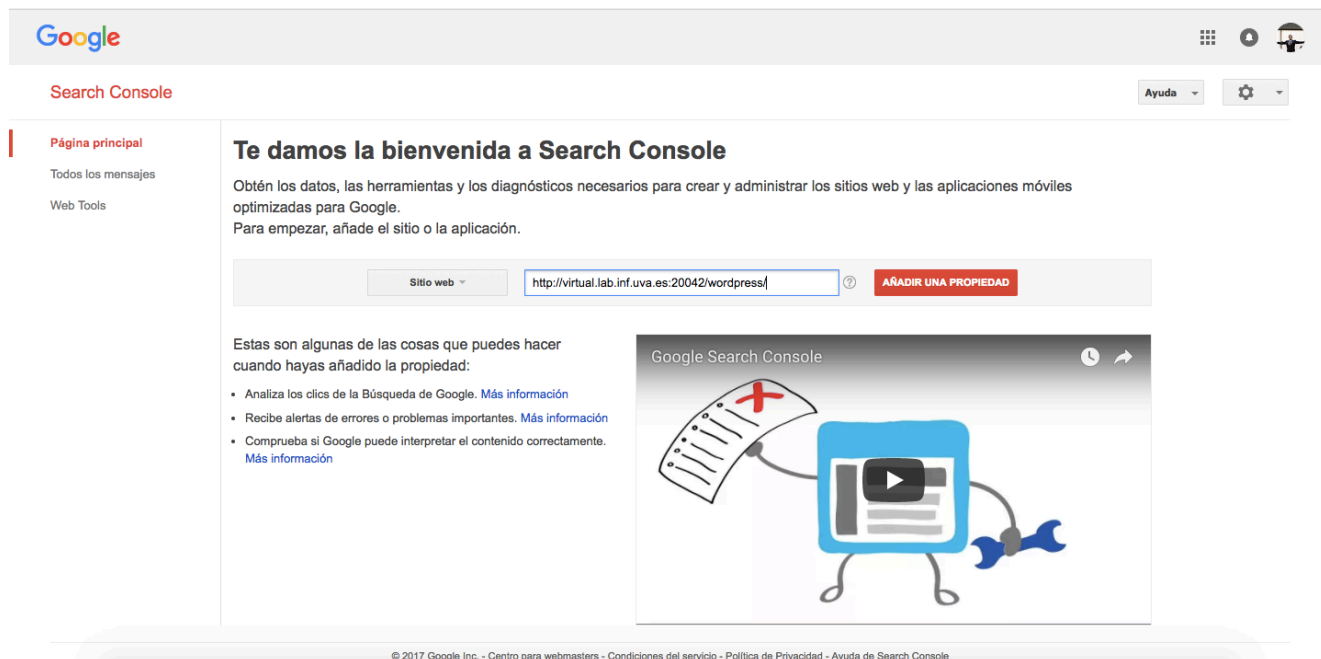 Google
Search Console
Ayuda
Página principal
Todos los mensajes
Web Tools
Te damos la bienvenida a Search Console
Obtén los datos, las herramientas y los diagnósticos necesarios para crear y administrar los sitios web y las aplicaciones móviles
optimizadas para Google.
Para empezar, añade el sitio o la aplicación.
Sitio web
http://virtual.lab.inf.uva.es:20042/wordpress/
?
AÑADIR UNA PROPIEDAD
Estas son algunas de las cosas que puedes hacer
cuando hayas añadido la propiedad:
• Analiza los clics de la Búsqueda de Google. Más información
• Recibe alertas de errores o problemas importantes. Más información
• Comprueba si Google puede interpretar el contenido correctamente.
Más información
Google Search Console
© 2017 Google Inc. - Centro para webmasters - Condiciones del servicio - Política de Privacidad - Ayuda de Search Console